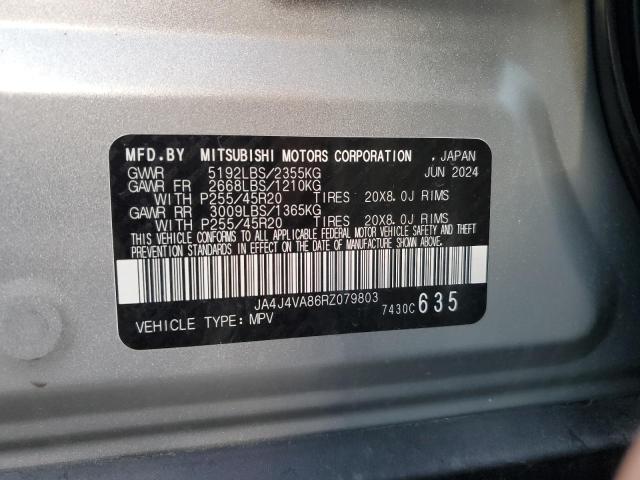 MFD.BY MITSUBISHI MOTORS CORPORATION , JAPAN
GVWR 5192LBS/2355KG JUN 2024
GAWR FR 2668LBS/1210KG
WITH P255/45R20 TIRES 20X8.0J RIMS
GAWR RR 3009LBS/1365KG
WITH P255/45R20 TIRES 20X8.0J RIMS
THIS VEHICLE CONFORMS TO ALL APPLICABLE FEDERAL MOTOR VEHICLE SAFETY AND THEFT
PREVENTION STANDARDS IN EFFECT ON THE DATE OF MANUFACTURE SHOWN ABOVE.
JA4J4VA86RZ079803
VEHICLE TYPE: MPV 7430C 635